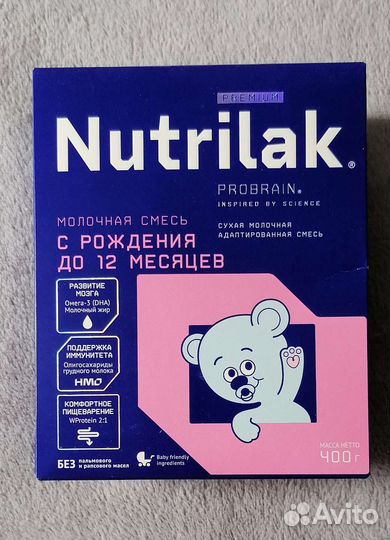 PREMIUM
Nutrilak®
PROBRAIN®
INSPIRED BY SCIENCE
МОЛОЧНАЯ СМЕСЬ
С РОЖДЕНИЯ
ДО 12 МЕСЯЦЕВ
СУХАЯ МОЛОЧНАЯ
АДАПТИРОВАННАЯ СМЕСЬ
РАЗВИТИЕ
МОЗГА
Омега-3 (DHA)
Молочный жир
ПОДДЕРЖКА
ИММУНИТЕТА
Олигосахариды
грудного молока
HMO
КОМФОРТНОЕ
ПИЩЕВАРЕНИЕ
WProtein 2:1
БЕЗ пальмового
и рапсового масел
Baby friendly
ingredients
МАССА НЕТТО
400 г
Avito